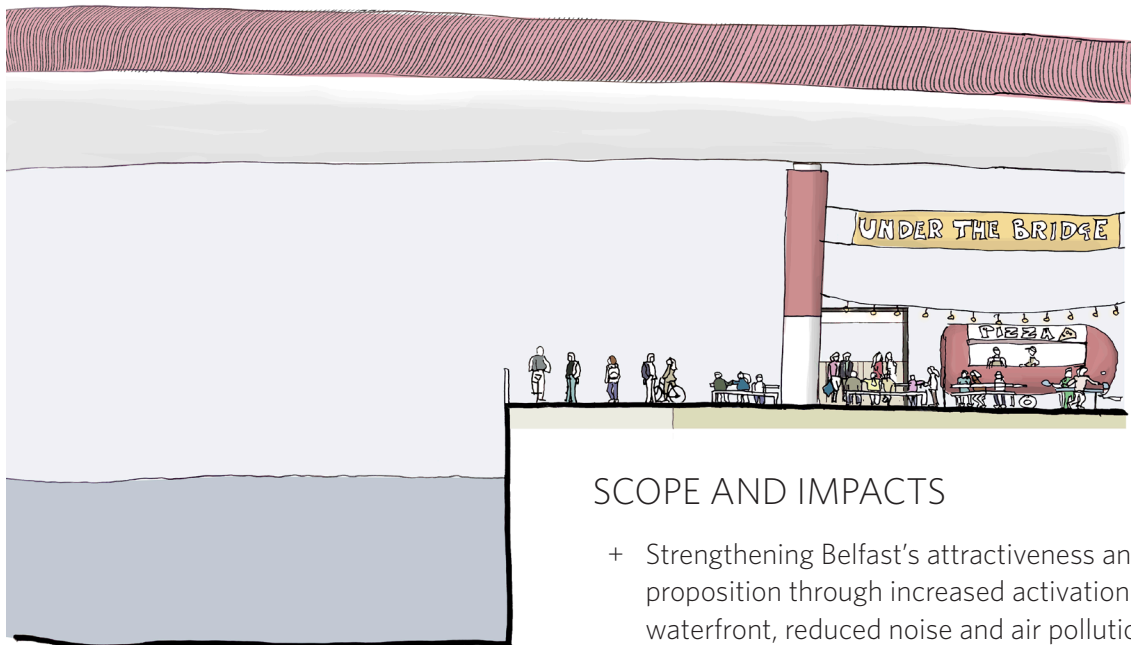 UNDER THE BRIDGE
PIZZA
SCOPE AND IMPACTS
+ Strengthening Belfast’s attractiveness an
proposition through increased activation
waterfront, reduced noise and air pollutio